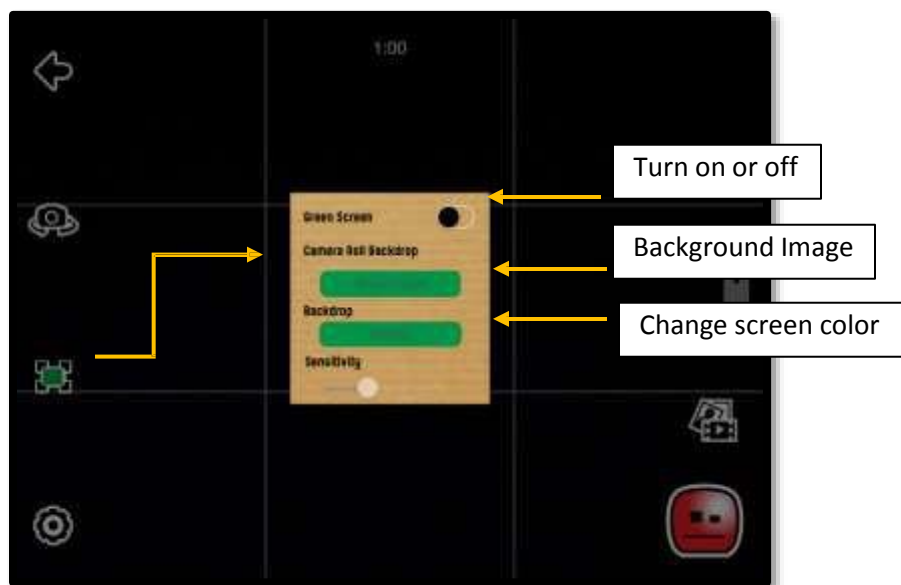 1:00
Turn on or off
Green Screen
Camera Roll Backdrop
Background Image
Backdrop
Change screen color
Sensitivity